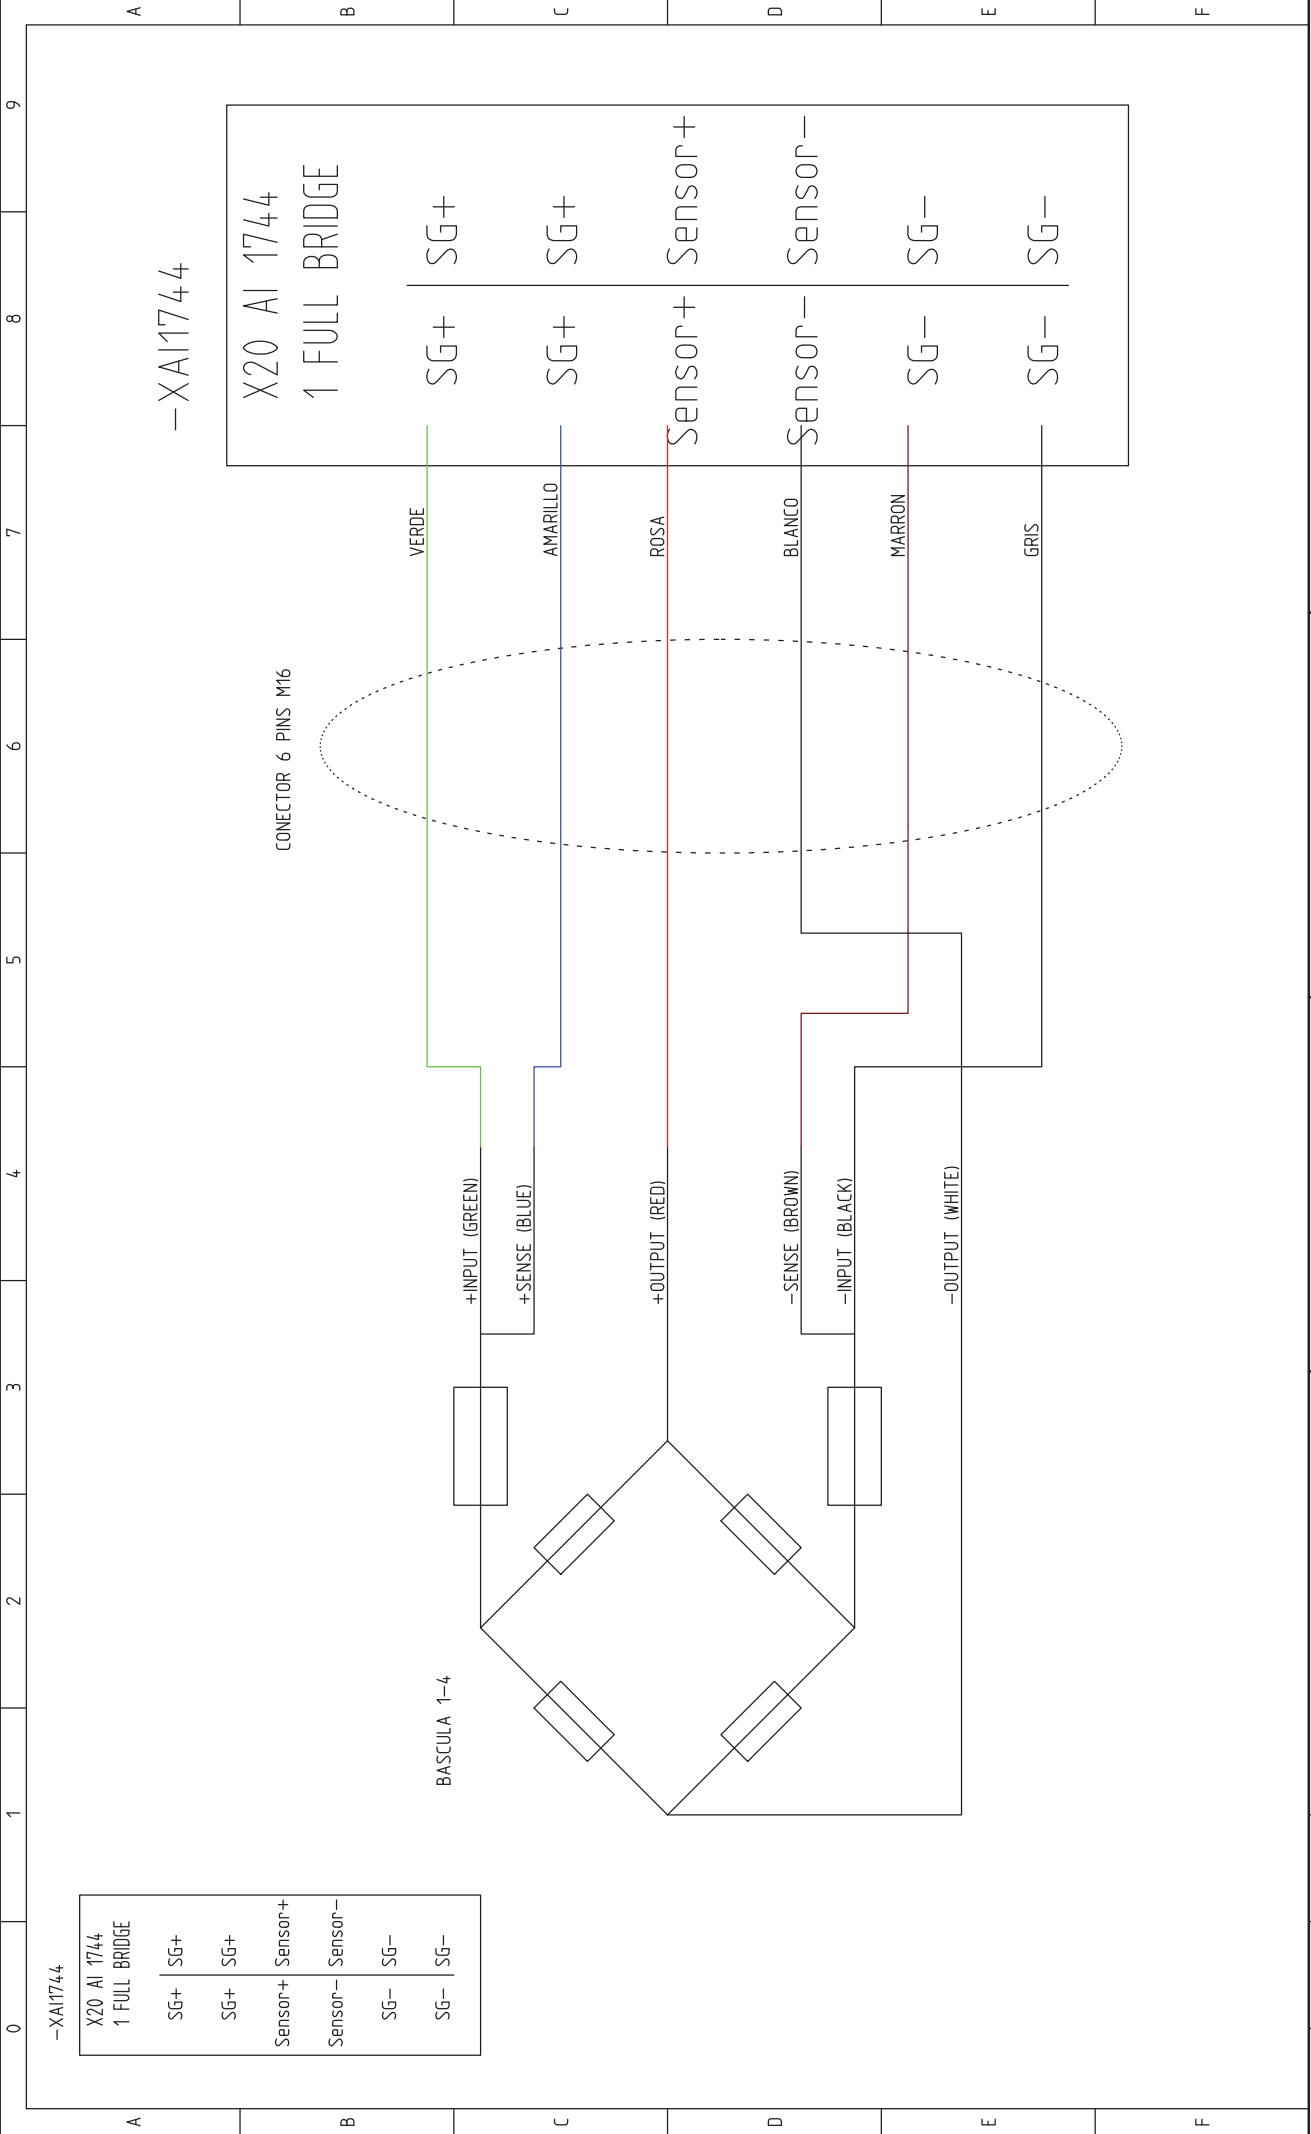 0 1 2 3 4 5 6 7 8 9
A
B
C
D
E
F
A
B
C
D
E
F
-XAI1744
X20 AI 1744
1 FULL BRIDGE
SG+ SG+
SG+ SG+
Sensor+ Sensor+
Sensor- Sensor-
SG- SG-
SG- SG-
BASCULA 1-4
+INPUT (GREEN)
+SENSE (BLUE)
+OUTPUT (RED)
-SENSE (BROWN)
-INPUT (BLACK)
-OUTPUT (WHITE)
CONECTOR 6 PINS M16
VERDE
AMARILLO
ROSA
BLANCO
MARRON
GRIS
-XAI1744
X20 AI 1744
1 FULL BRIDGE
SG+ SG+
SG+ SG+
Sensor+ Sensor+
Sensor- Sensor-
SG- SG-
SG- SG-